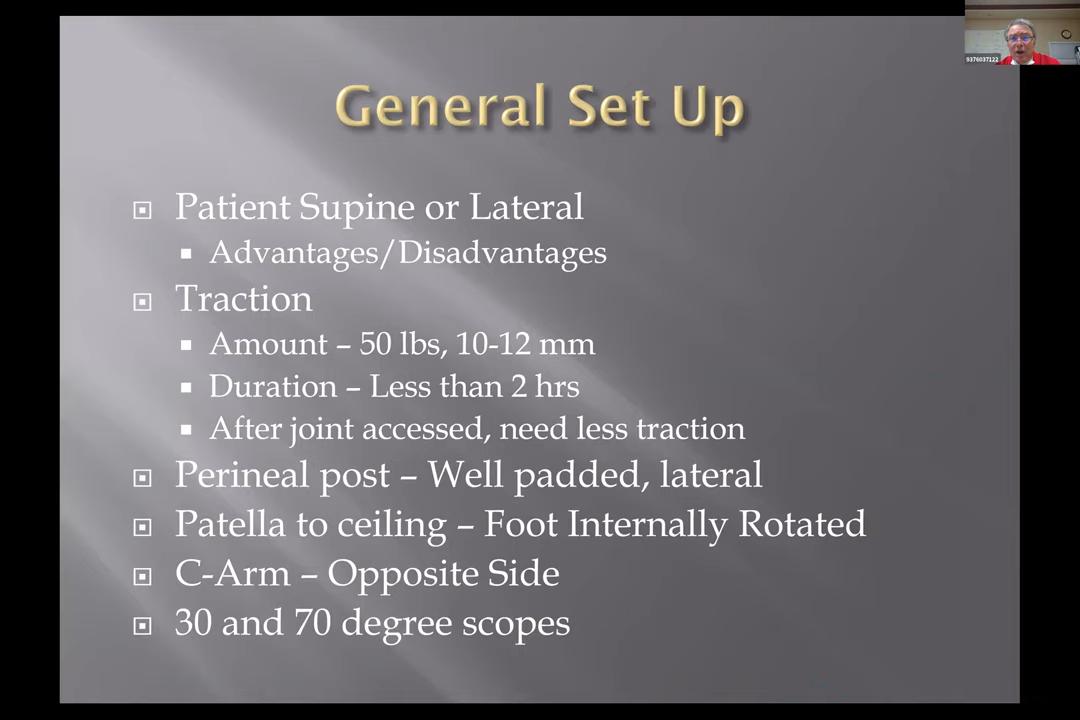 9376037122
General Set Up
Patient Supine or Lateral
Advantages/Disadvantages
Traction
Amount – 50 lbs, 10-12 mm
Duration – Less than 2 hrs
After joint accessed, need less traction
Perineal post – Well padded, lateral
Patella to ceiling – Foot Internally Rotated
C-Arm – Opposite Side
30 and 70 degree scopes